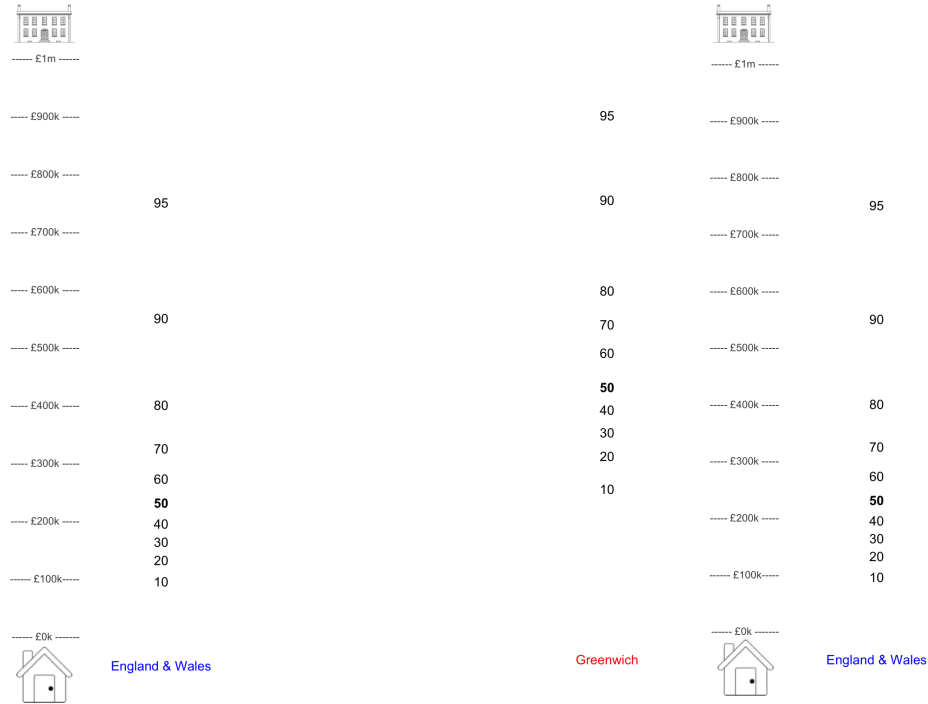 ------ £1m ------
----- £900k -----
----- £800k -----
----- £700k -----
----- £600k -----
----- £500k -----
----- £400k -----
----- £300k -----
----- £200k -----
------ £100k-----
------ £0k -------
95
90
80
70
60
50
40
30
20
10
England & Wales
95
90
80
70
60
50
40
30
20
10
Greenwich
------ £1m ------
----- £900k -----
----- £800k -----
----- £700k -----
----- £600k -----
----- £500k -----
----- £400k -----
----- £300k -----
----- £200k -----
------ £100k-----
------ £0k -------
95
90
80
70
60
50
40
30
20
10
England & Wales